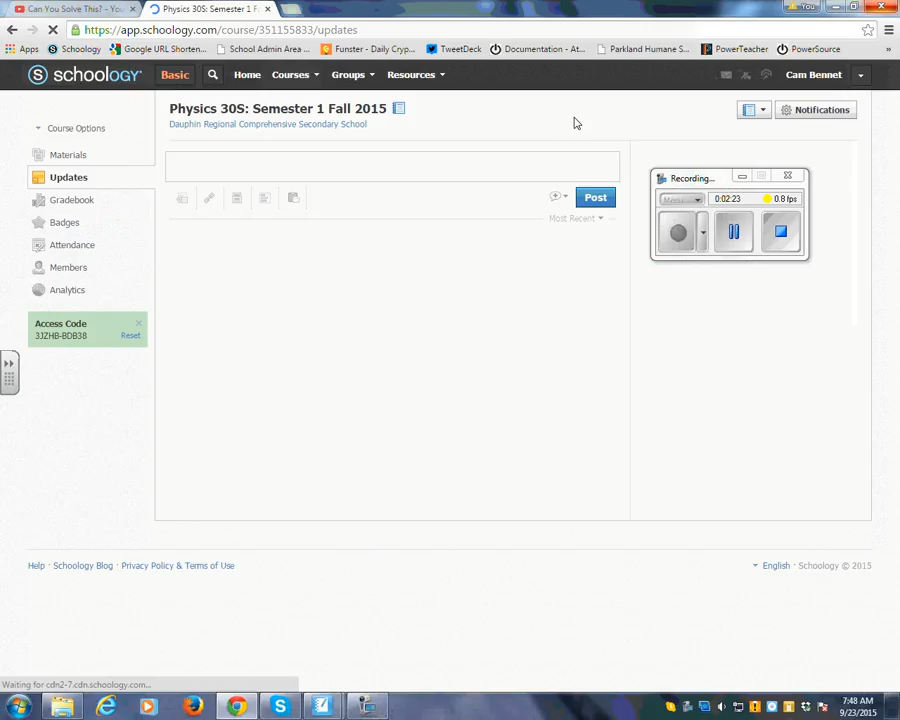 Can You Solve This? - You
Physics 30S: Semester 1 Fa
You
https://app.schoology.com/course/351155833/updates
Apps Schoology Google URL Shorten... School Admin Area ... Funster - Daily Cryp... TweetDeck Documentation - At... Parkland Humane S... PowerTeacher PowerSource »
S schoology Basic Home Courses Groups Resources Cam Bennet
Physics 30S: Semester 1 Fall 2015
Notifications
Dauphin Regional Comprehensive Secondary School
Materials
Updates
Gradebook
Badges
Attendance
Members
Analytics
Post
Most Recent
Recording...
Menu 0:02:23 0.8 fps
Access Code
3JZHB-BDB38 Reset
Help · Schoology Blog · Privacy Policy & Terms of Use
English · Schoology © 2015
Waiting for cdn2-7.cdn.schoology.com...
7:48 AM
9/23/2015